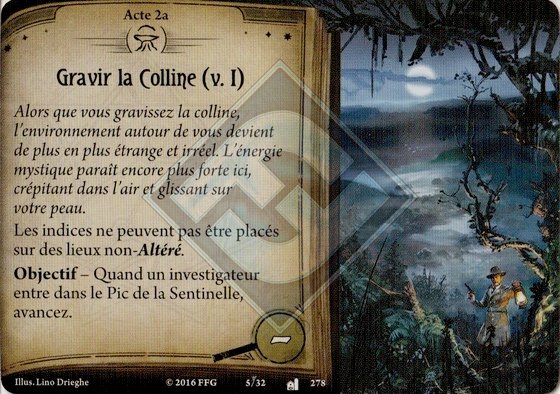 Acte 2a
Gravir la Colline (v. I)
Alors que vous gravissez la colline,
l'environnement autour de vous devient
de plus en plus étrange et irréel. L'énergie
mystique paraît encore plus forte ici,
crépitant dans l'air et glissant sur
votre peau.
Les indices ne peuvent pas être placés
sur des lieux non-Altéré.
Objectif – Quand un investigateur
entre dans le Pic de la Sentinelle,
avancez.
–
Illus. Lino Drieghe © 2016 FFG 5/32 278